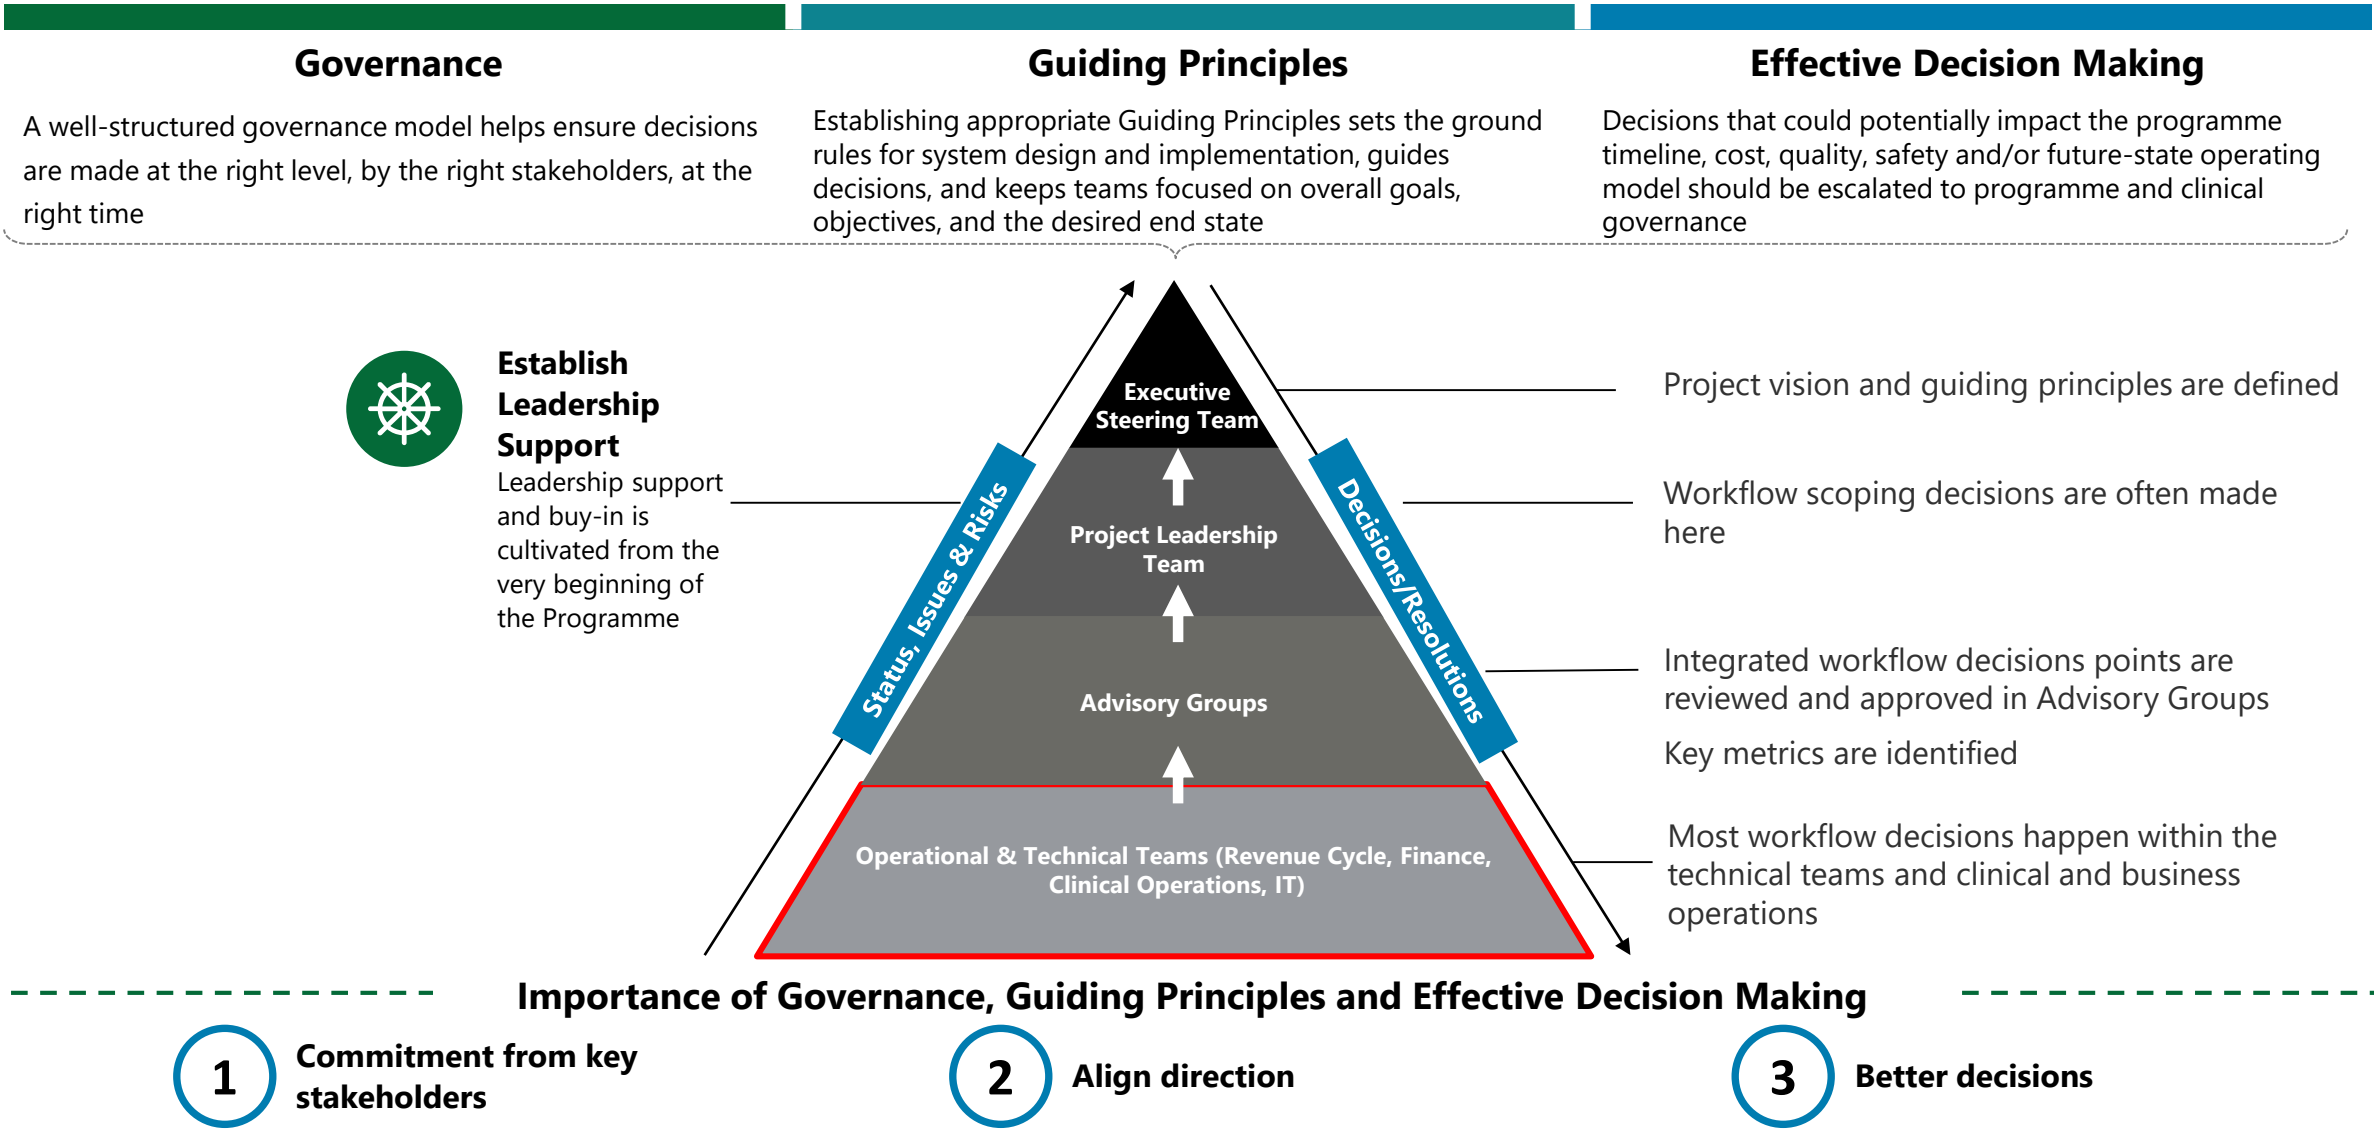 Governance
A well-structured governance model helps ensure decisions
are made at the right level, by the right stakeholders, at the
right time
Guiding Principles
Establishing appropriate Guiding Principles sets the ground
rules for system design and implementation, guides
decisions, and keeps teams focused on overall goals,
objectives, and the desired end state
Effective Decision Making
Decisions that could potentially impact the programme
timeline, cost, quality, safety and/or future-state operating
model should be escalated to programme and clinical
governance
Establish
Leadership
Support
Leadership support
and buy-in is
cultivated from the
very beginning of
the Programme
Status, Issues & Risks
Executive
Steering Team
Project Leadership
Team
Advisory Groups
Operational & Technical Teams (Revenue Cycle, Finance,
Clinical Operations, IT)
Decisions/Resolutions
Project vision and guiding principles are defined
Workflow scoping decisions are often made
here
Integrated workflow decisions points are
reviewed and approved in Advisory Groups
Key metrics are identified
Most workflow decisions happen within the
technical teams and clinical and business
operations
Importance of Governance, Guiding Principles and Effective Decision Making
1
Commitment from key
stakeholders
2
Align direction
3
Better decisions